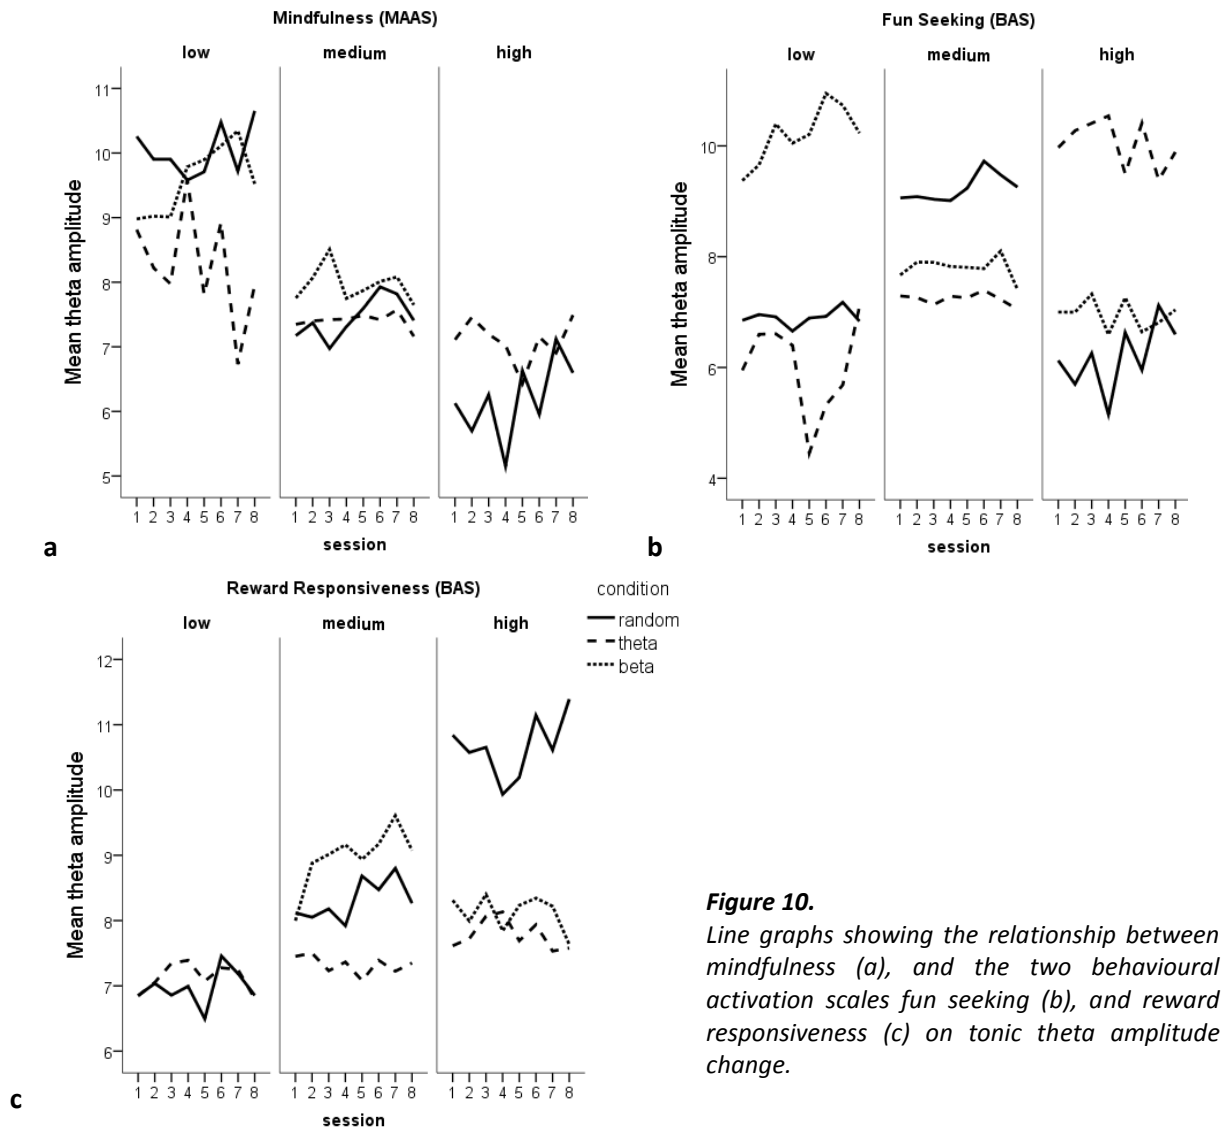 Mindfulness (MAAS)
low medium high
11
10
9
8
7
6
5
Mean theta amplitude
1 2 3 4 5 6 7 8 1 2 3 4 5 6 7 8 1 2 3 4 5 6 7 8
session
a
Fun Seeking (BAS)
low medium high
10
8
6
4
Mean theta amplitude
1 2 3 4 5 6 7 8 1 2 3 4 5 6 7 8 1 2 3 4 5 6 7 8
session
b
Reward Responsiveness (BAS)
low medium high
12
11
10
9
8
7
6
Mean theta amplitude
1 2 3 4 5 6 7 8 1 2 3 4 5 6 7 8 1 2 3 4 5 6 7 8
session
c
condition
random
theta
beta
Figure 10.
Line graphs showing the relationship between
mindfulness (a), and the two behavioural
activation scales fun seeking (b), and reward
responsiveness (c) on tonic theta amplitude
change.